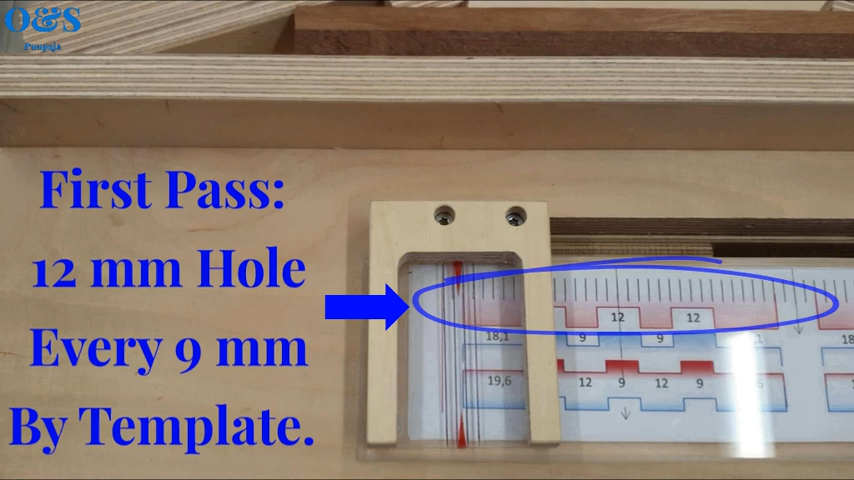 O&S
First Pass:
12 mm Hole
Every 9 mm
By Template.
12 12
18,1 9 9
19,6 12 9 12 9